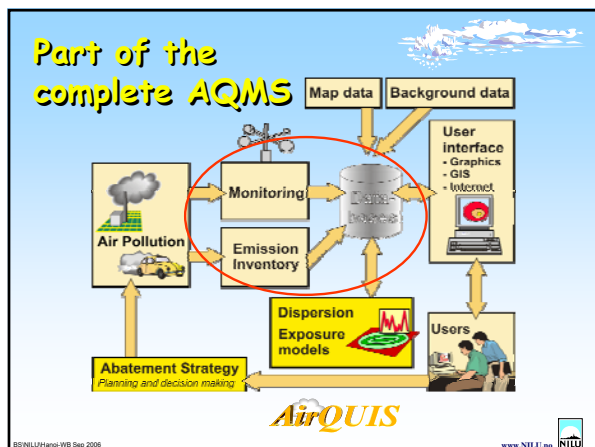 Part of the
complete AQMS
Map data
Background data
User
interface
- Graphics
- GIS
- Internet
Monitoring
Data-
bases
Air Pollution
Emission
Inventory
Dispersion
Exposure
models
Users
Abatement Strategy
Planning and decision making
AirQUIS
BS\NILU\Hanoi-WB Sep 2006
www.NILU.no
NILU